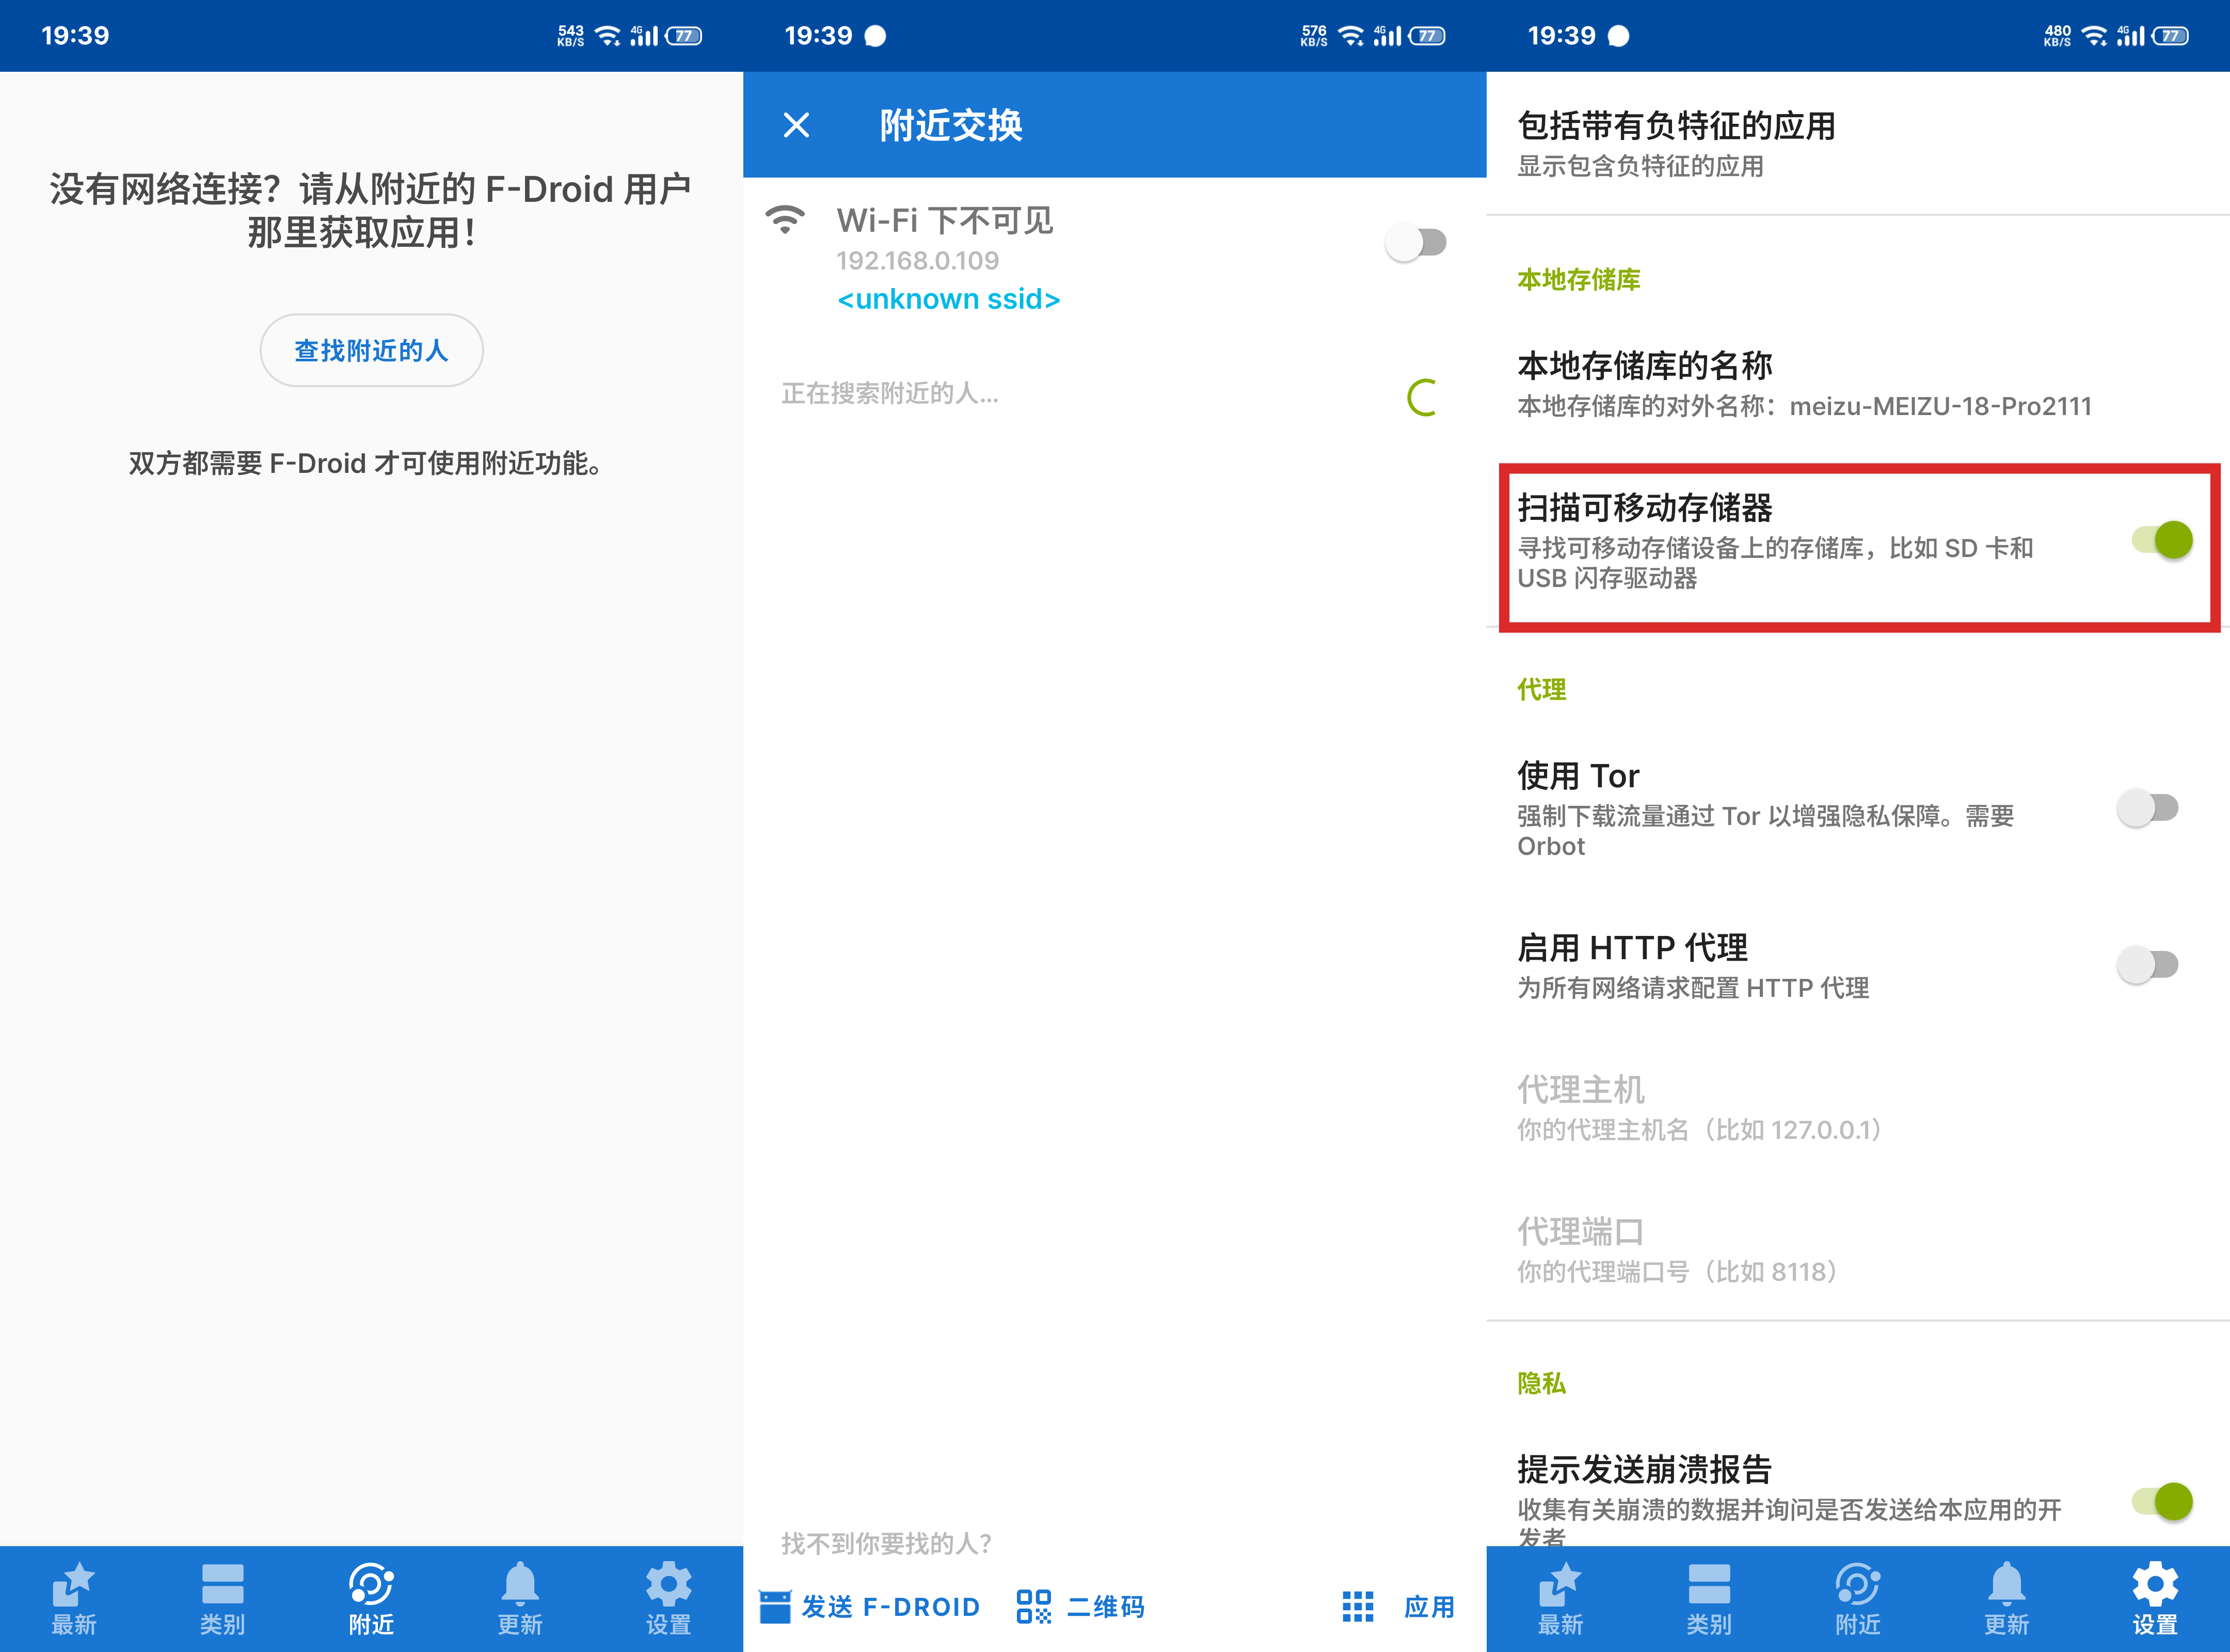 19:39
543
KB/S
4G
77
没有网络连接？请从附近的 F-Droid 用户
那里获取应用！
查找附近的人
双方都需要 F-Droid 才可使用附近功能。
最新
类别
附近
更新
设置
19:39
576
KB/S
4G
77
附近交换
Wi-Fi 下不可见
192.168.0.109
<unknown ssid>
正在搜索附近的人...
找不到你要找的人？
发送 F-DROID
二维码
应用
19:39
480
KB/S
4G
77
包括带有负特征的应用
显示包含负特征的应用
本地存储库
本地存储库的名称
本地存储库的对外名称：meizu-MEIZU-18-Pro2111
扫描可移动存储器
寻找可移动存储设备上的存储库，比如 SD 卡和
USB 闪存驱动器
代理
使用 Tor
强制下载流量通过 Tor 以增强隐私保障。需要
Orbot
启用 HTTP 代理
为所有网络请求配置 HTTP 代理
代理主机
你的代理主机名（比如 127.0.0.1）
代理端口
你的代理端口号（比如 8118）
隐私
提示发送崩溃报告
收集有关崩溃的数据并询问是否发送给本应用的开
发者
最新
类别
附近
更新
设置